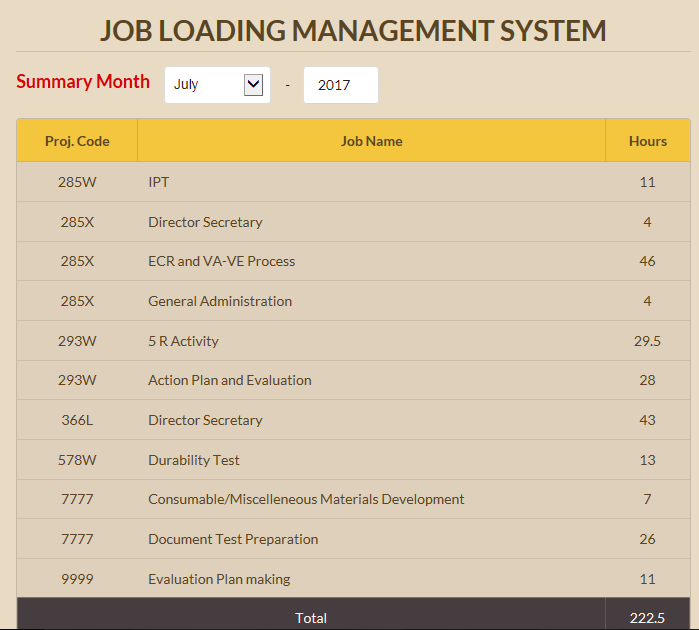 JOB LOADING MANAGEMENT SYSTEM
Summary Month July - 2017
Proj. Code Job Name Hours
285W IPT 11
285X Director Secretary 4
285X ECR and VA-VE Process 46
285X General Administration 4
293W 5 R Activity 29.5
293W Action Plan and Evaluation 28
366L Director Secretary 43
578W Durability Test 13
7777 Consumable/Miscelleneous Materials Development 7
7777 Document Test Preparation 26
9999 Evaluation Plan making 11
Total 222.5